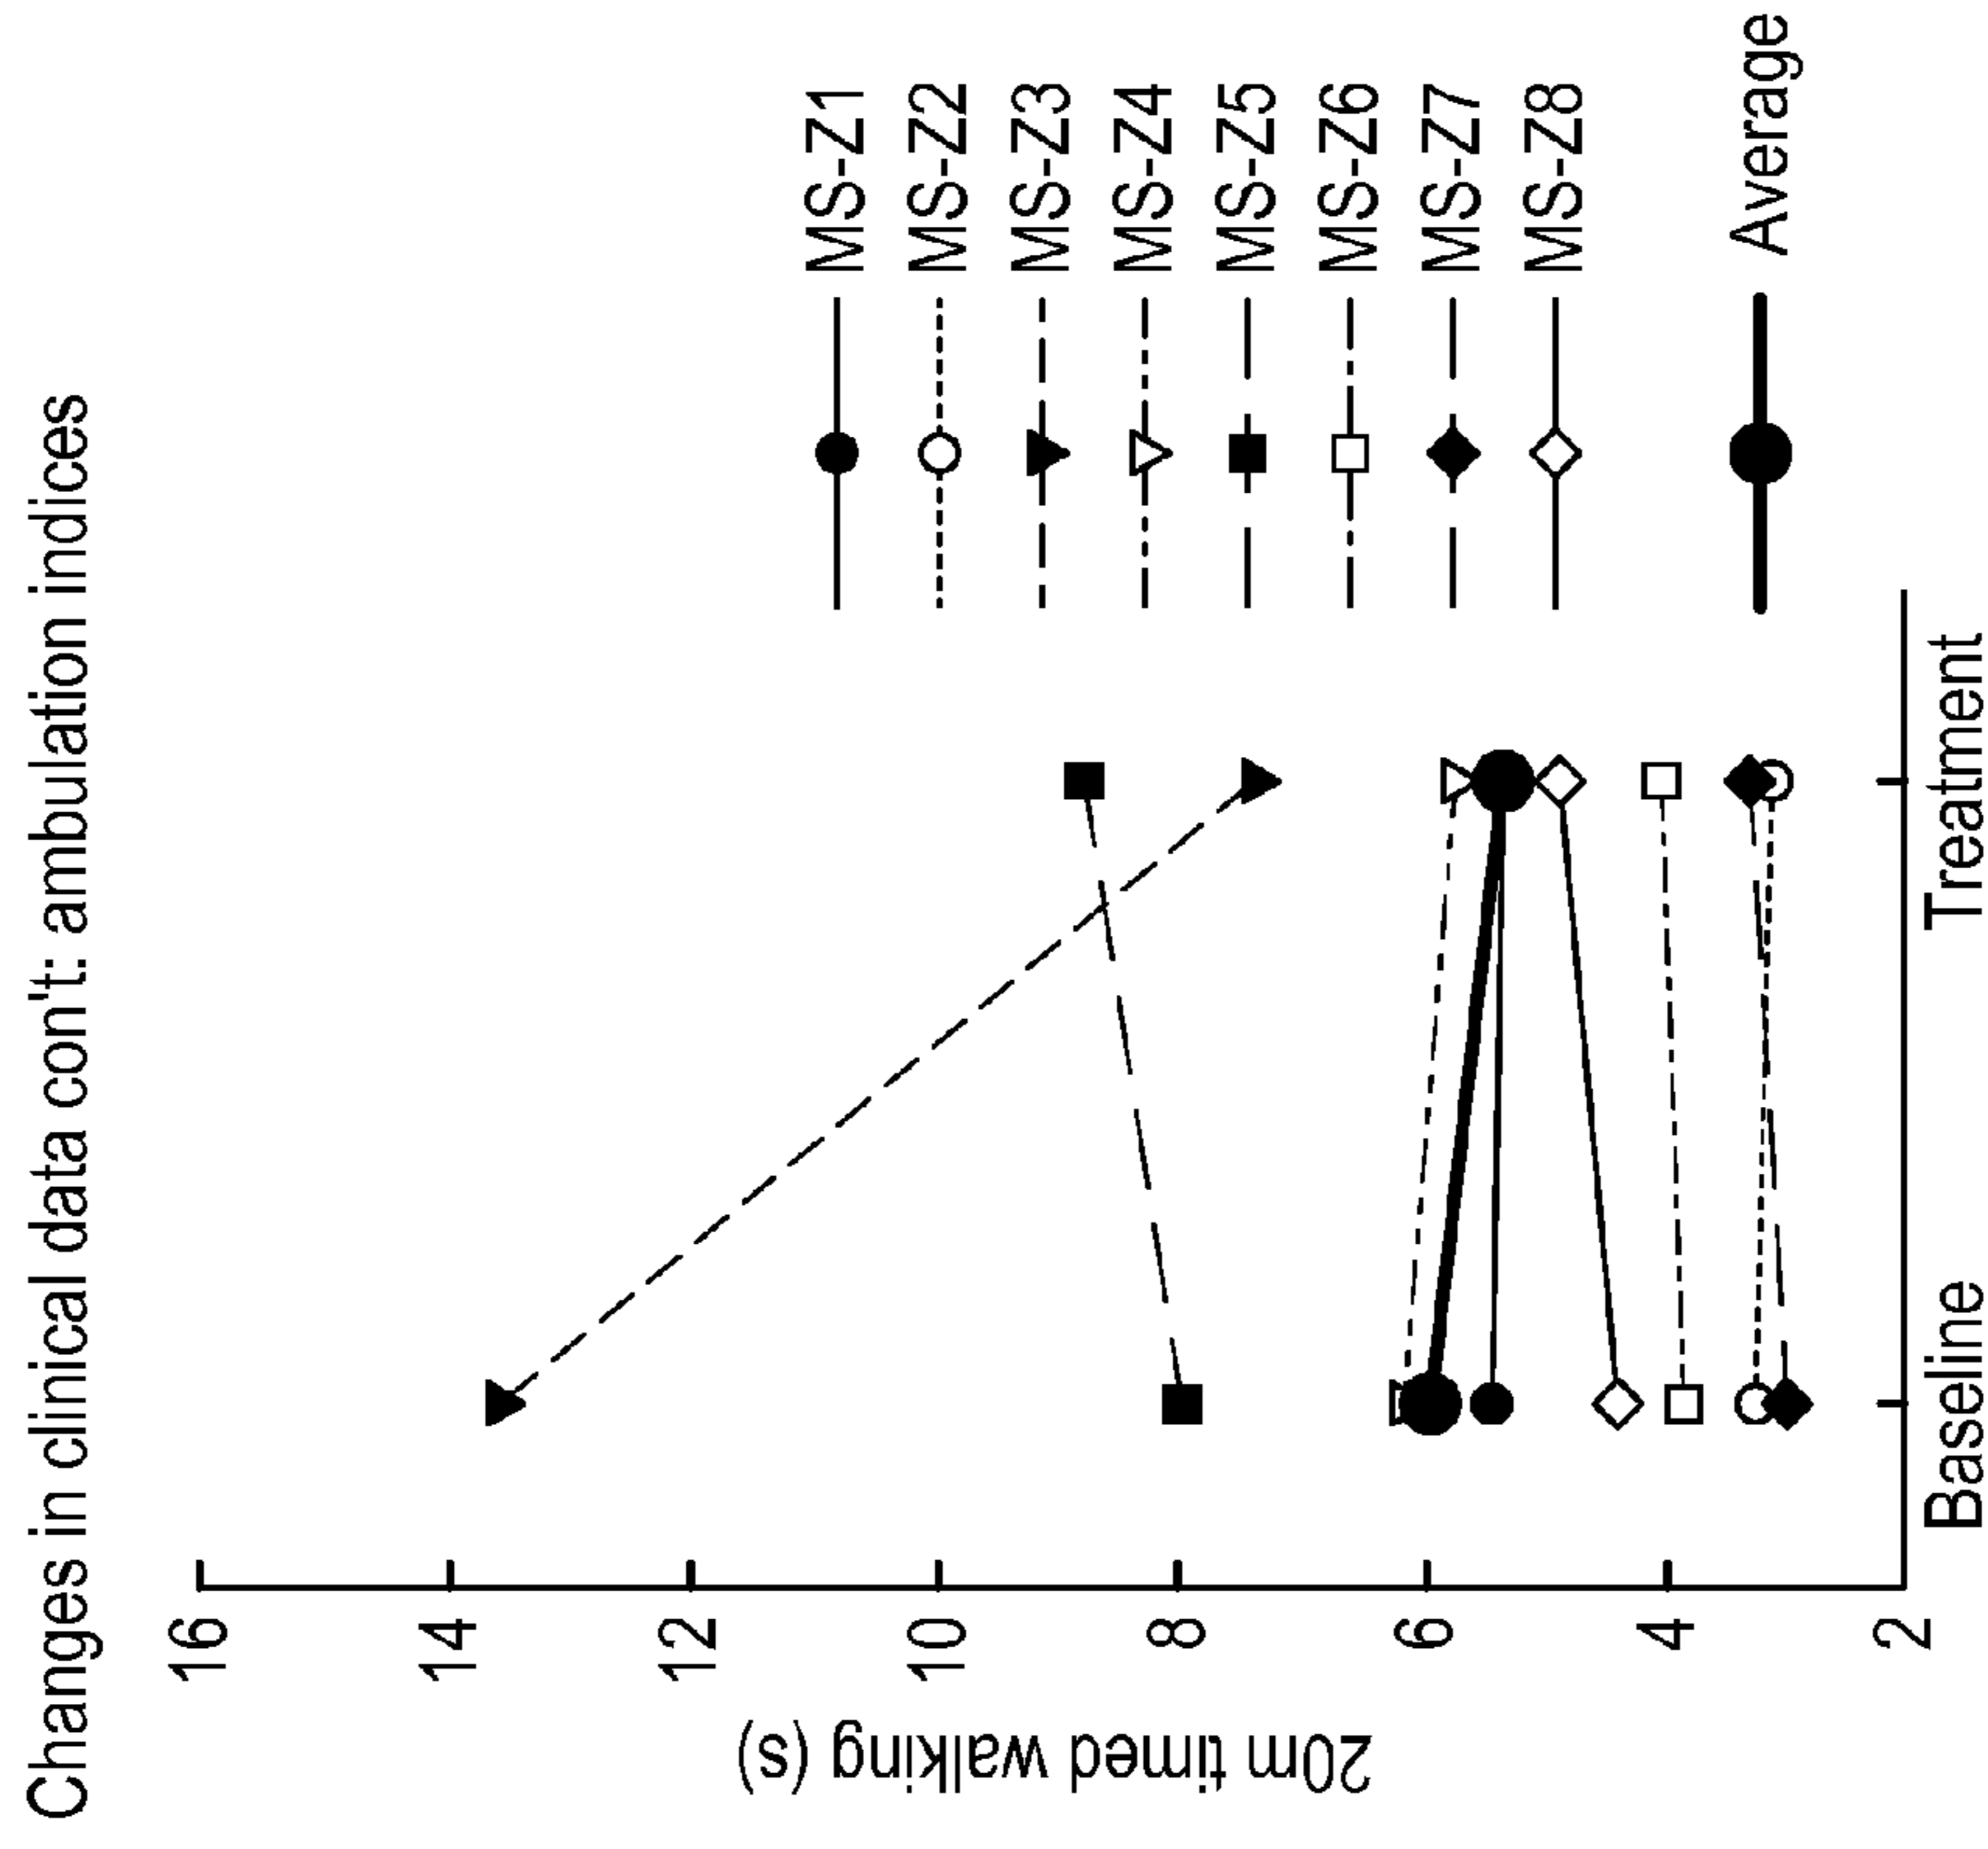 Changes in clinical data con't: ambulation indices
20m timed walking (s)
16
14
12
10
8
6
4
2
Baseline
Treatment
MS-Z1
MS-Z2
MS-Z3
MS-Z4
MS-Z5
MS-Z6
MS-Z7
MS-Z8
Average